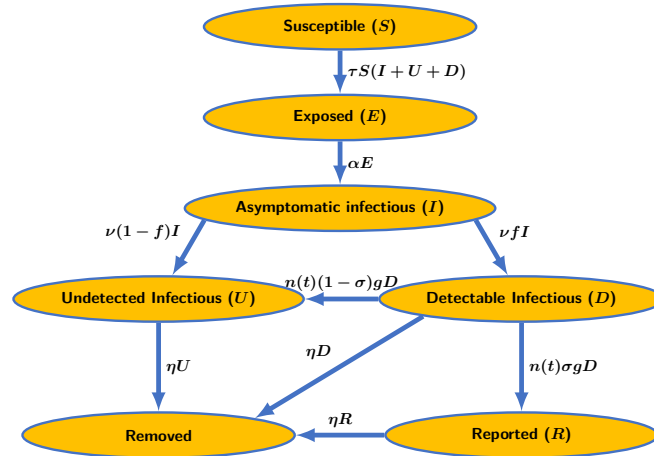 Susceptible (S)
τS(I + U + D)
Exposed (E)
αE
Asymptomatic infectious (I)
ν(1 − f)I
νfI
Undetected Infectious (U)
n(t)(1 − σ)gD
Detectable Infectious (D)
ηU
ηD
n(t)σgD
Removed
ηR
Reported (R)